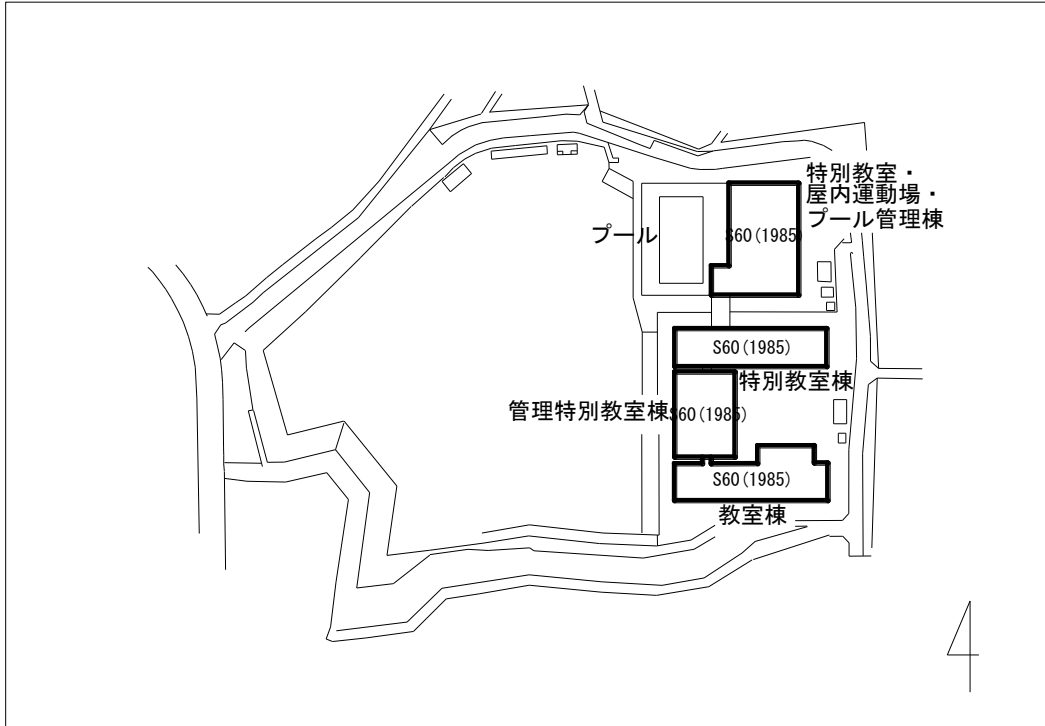 特別教室・
屋内運動場・
プール管理棟
プール
S60(1985)
S60(1985)
特別教室棟
管理特別教室棟
S60(1985)
S60(1985)
教室棟